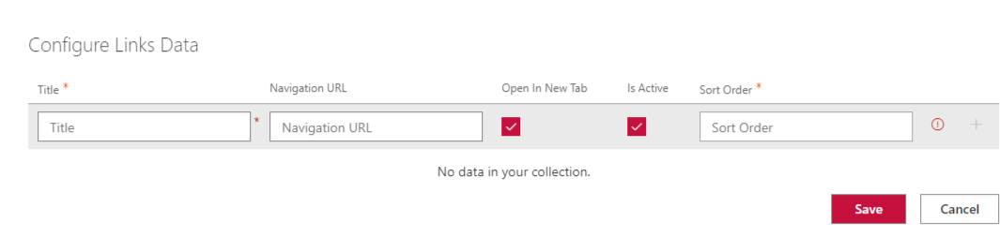 Configure Links Data
Title * Navigation URL Open In New Tab Is Active Sort Order *
Title * Navigation URL Sort Order
No data in your collection.
Save Cancel